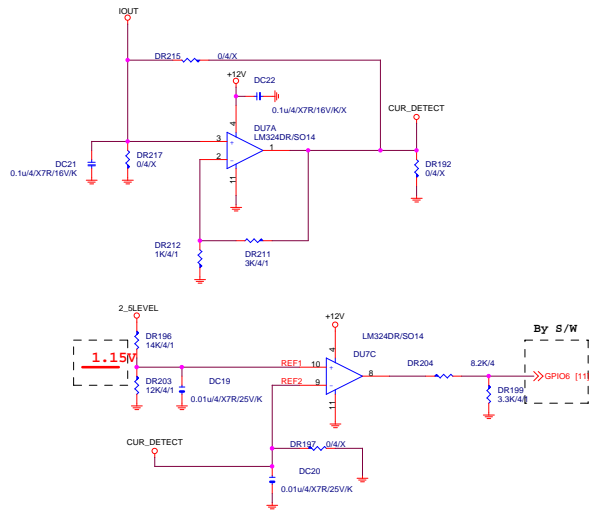 IOUT
DR215
0/4/X
+12V
DC22
0.1u/4/X7R/16V/K/X
CUR_DETECT
DU7A
LM324DR/SO14
4
3
+
1
2
-
11
DC21
0.1u/4/X7R/16V/K
DR217
0/4/X
DR192
0/4/X
DR212
1K/4/1
DR211
3K/4/1
2_5LEVEL
DR196
14K/4/1
1.15V
DR203
12K/4/1
DC19
0.01u/4/X7R/25V/K
+12V
LM324DR/SO14
DU7C
4
REF1
10
+
8
REF2
9
-
11
DR204
8.2K/4
By S/W
GPIO6 [11]
DR199
3.3K/4/1
CUR_DETECT
DR197
0/4/X
DC20
0.01u/4/X7R/25V/K